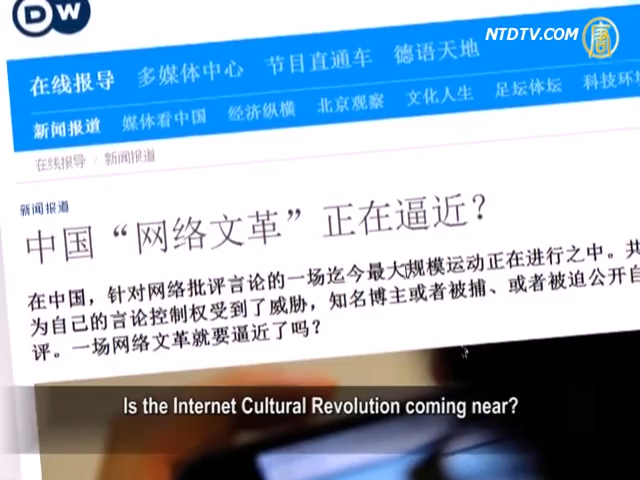 DW
NTDTV.COM
在线报导 多媒体中心 节目直通车 德语天地
新闻报道 媒体看中国 经济纵横 北京观察 文化人生 足坛体坛 科技环境
在线报导 / 新闻报道
新闻报道
中国“网络文革”正在逼近？
在中国，针对网络批评言论的一场迄今最大规模运动正在进行之中。共
为自己的言论控制权受到了威胁，知名博主或者被捕、或者被迫公开自
评。一场网络文革就要逼近了吗？
Is the Internet Cultural Revolution coming near?